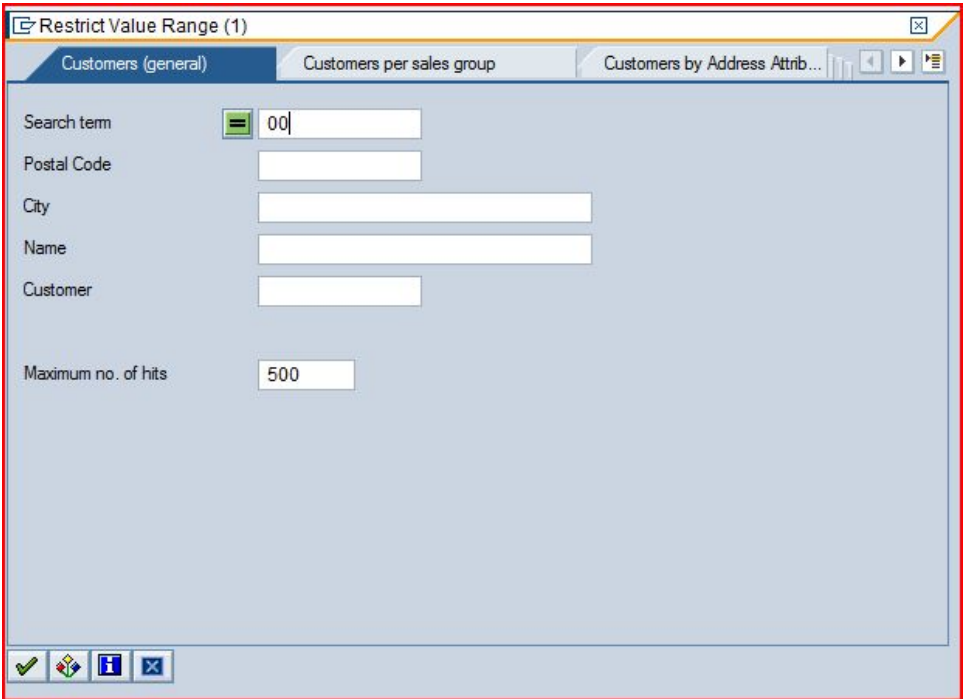 Restrict Value Range (1)
Customers (general) Customers per sales group Customers by Address Attrib...
Search term = 00
Postal Code
City
Name
Customer
Maximum no. of hits 500